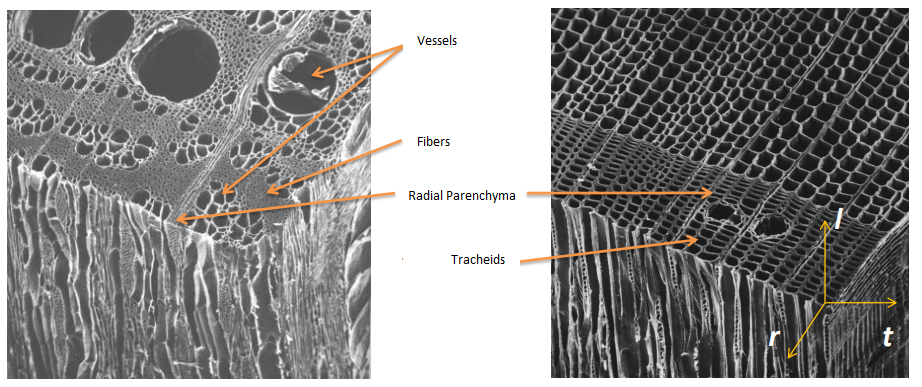 Vessels
Fibers
Radial Parenchyma
Tracheids
l
r
t